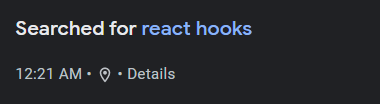 Searched for react hooks
12:21 AM • • Details